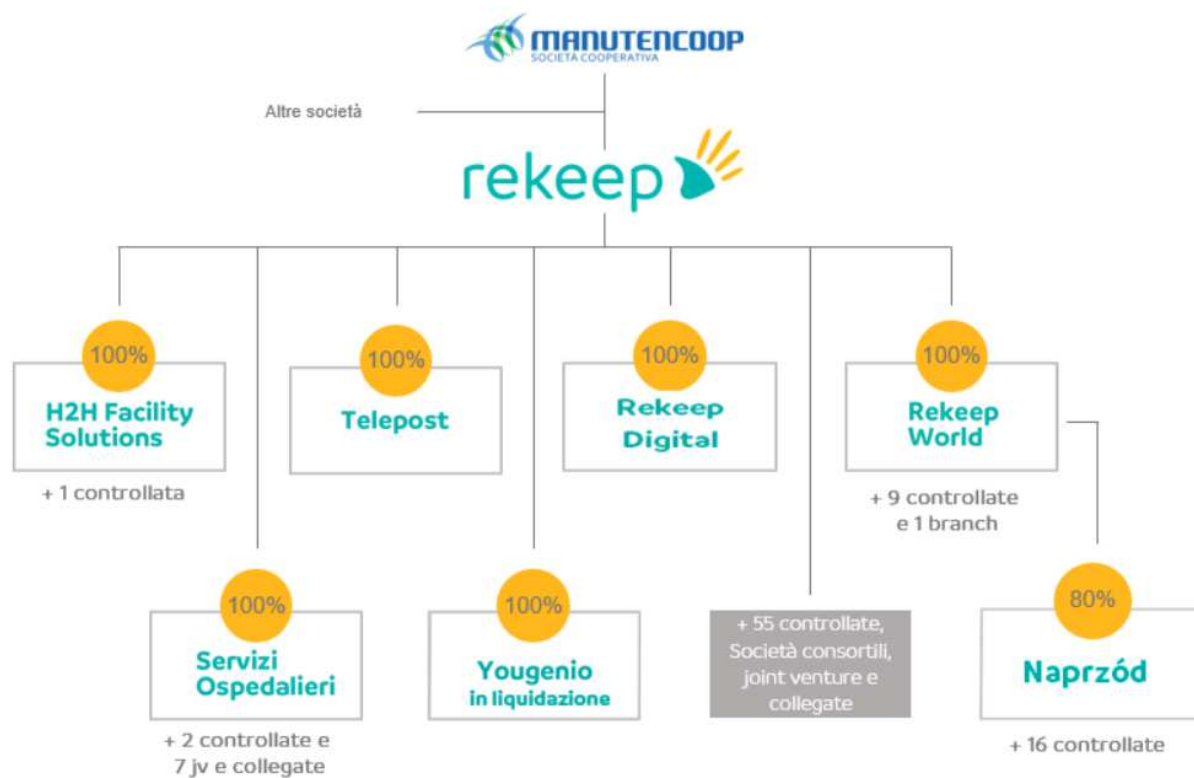 MANUTENCOOP
SOCIETÀ COOPERATIVA
Altre società
rekeep
100%
H2H Facility
Solutions
+ 1 controllata
100%
Telepost
100%
Rekeep
Digital
100%
Rekeep
World
+ 9 controllate
e 1 branch
100%
Servizi
Ospedalieri
+ 2 controllate e
7 jv e collegate
100%
Yougenio
in liquidazione
+ 55 controllate,
Società consortili,
joint venture e
collegate
80%
Naprzód
+ 16 controllate